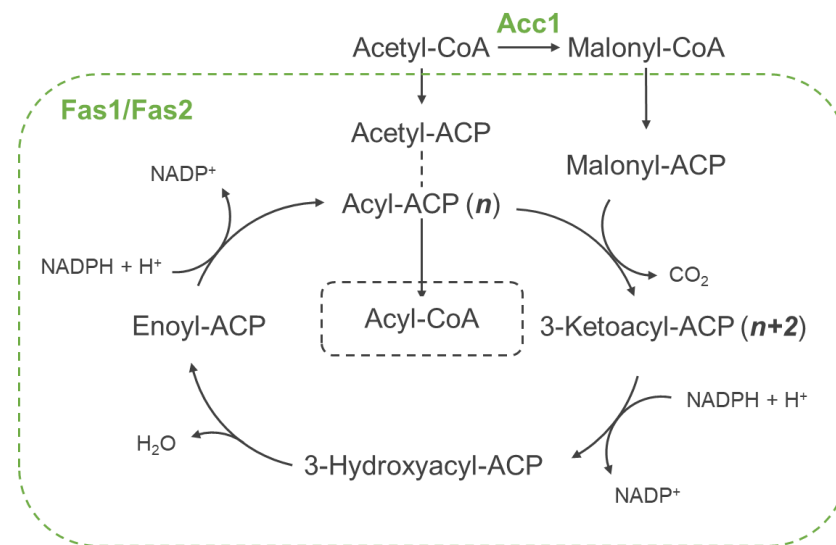 Acc1
Acetyl-CoA
Malonyl-CoA
Fas1/Fas2
Acetyl-ACP
Malonyl-ACP
NADP⁺
Acyl-ACP (n)
NADPH + H⁺
CO₂
Enoyl-ACP
Acyl-CoA
3-Ketoacyl-ACP (n+2)
NADPH + H⁺
H₂O
3-Hydroxyacyl-ACP
NADP⁺